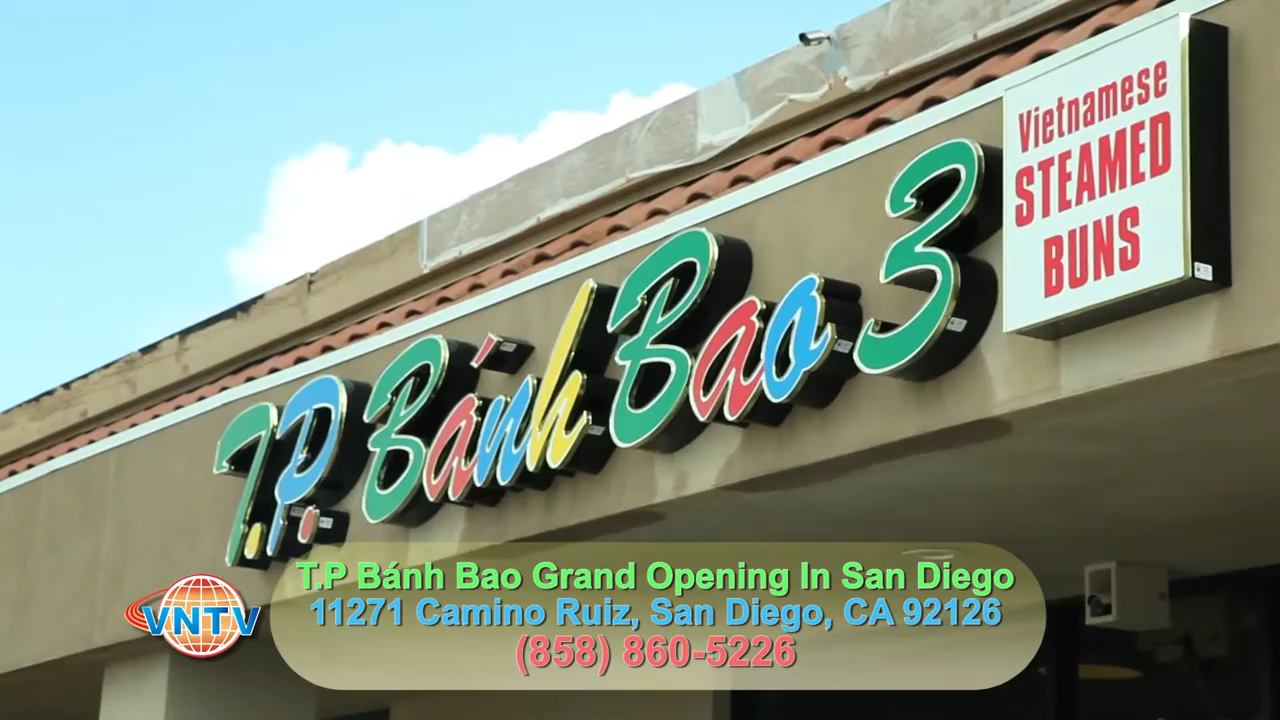 T.P. Bánh Bao 3
Vietnamese
STEAMED
BUNS
T.P Bánh Bao Grand Opening In San Diego
11271 Camino Ruiz, San Diego, CA 92126
(858) 860-5226
VNTV